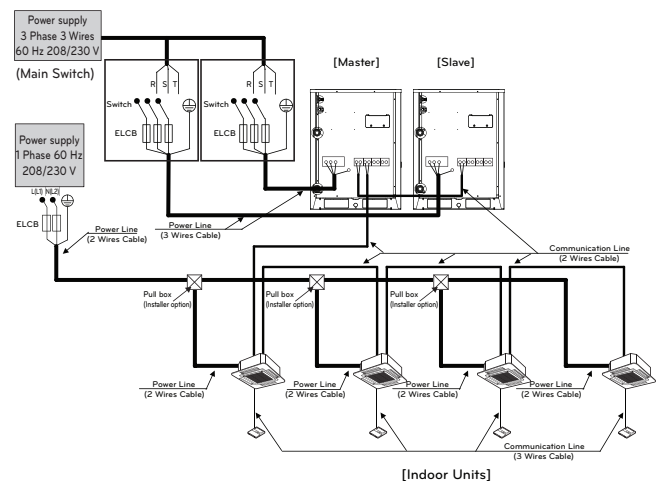 Power supply
3 Phase 3 Wires
60 Hz 208/230 V
(Main Switch)
[Master]
[Slave]
R S T
R S T
Switch
Switch
ELCB
ELCB
Power supply
1 Phase 60 Hz
208/230 V
L(L1) N(L2)
ELCB
Power Line
(2 Wires Cable)
Power Line
(3 Wires Cable)
Communication Line
(2 Wires Cable)
Pull box
(Installer option)
Pull box
(Installer option)
Pull box
(Installer option)
Power Line
(2 Wires Cable)
Power Line
(2 Wires Cable)
Power Line
(2 Wires Cable)
Power Line
(2 Wires Cable)
Communication Line
(3 Wires Cable)
[Indoor Units]